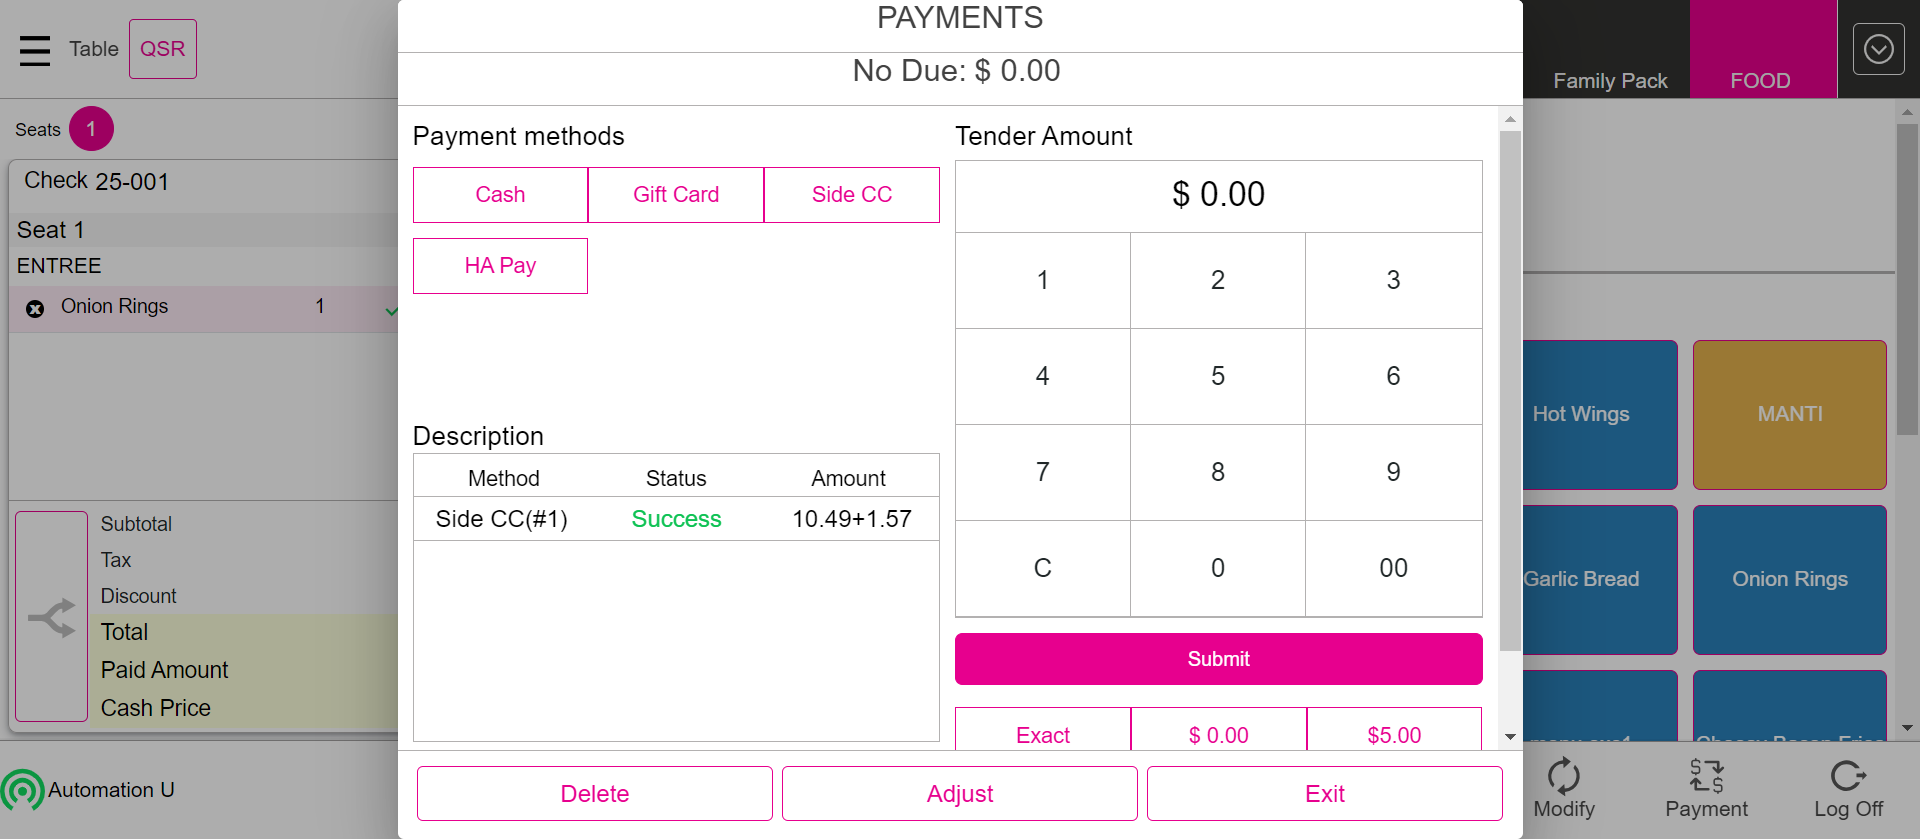 Table
QSR
Seats 1
Check 25-001
Seat 1
ENTREE
Onion Rings 1
Subtotal
Tax
Discount
Total
Paid Amount
Cash Price
Automation U
PAYMENTS
No Due: $ 0.00
Payment methods
Cash
Gift Card
Side CC
HA Pay
Description
Method Status Amount
Side CC(#1) Success 10.49+1.57
Tender Amount
$ 0.00
1 2 3
4 5 6
7 8 9
C 0 00
Submit
Exact $ 0.00 $5.00
Delete
Adjust
Exit
Family Pack
FOOD
Hot Wings
MANTI
Garlic Bread
Onion Rings
Modify
Payment
Log Off